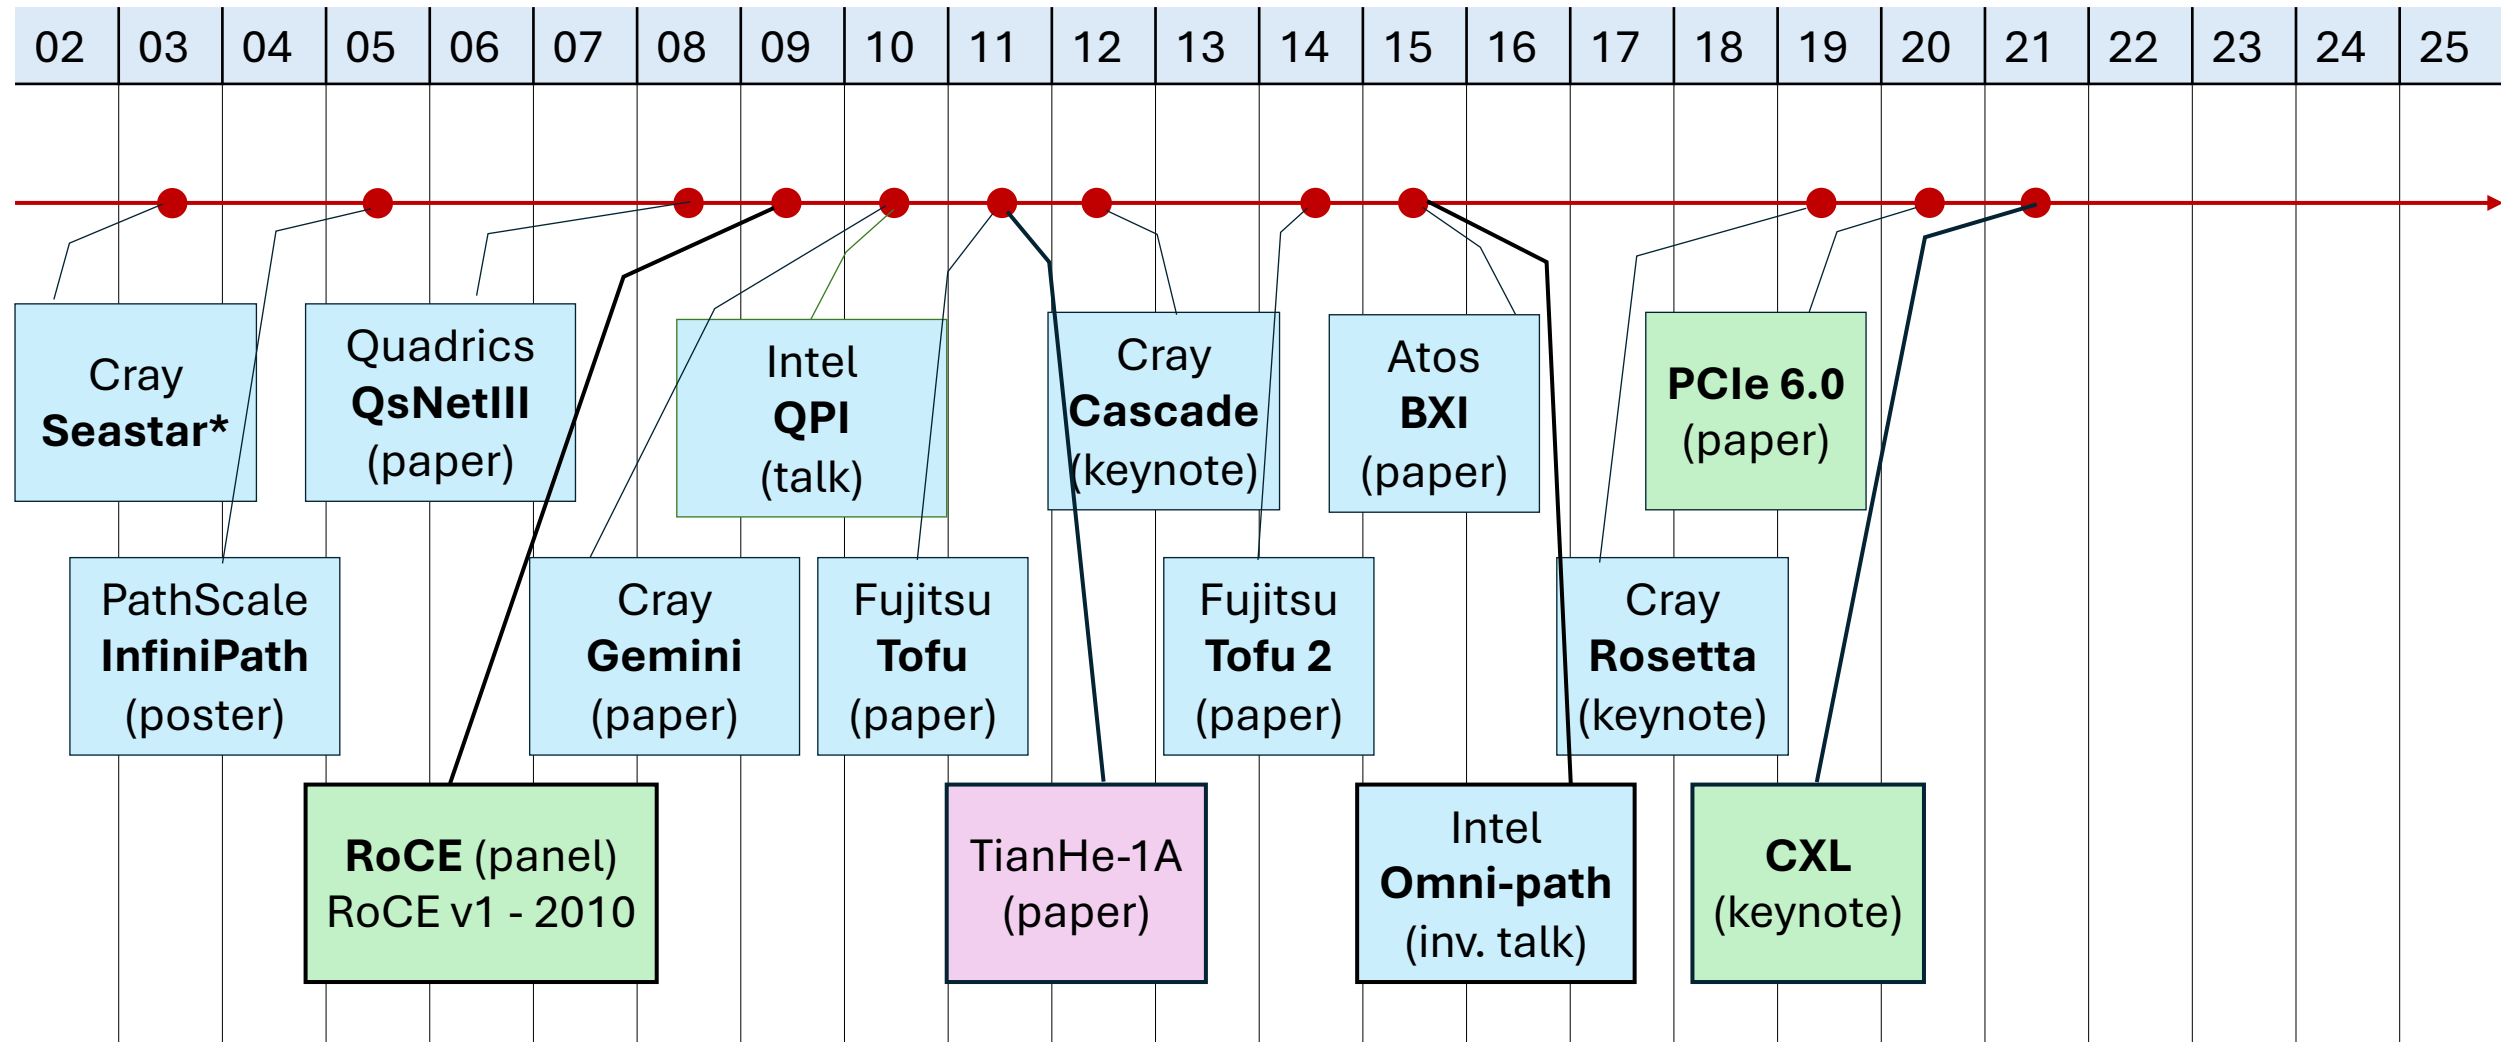 02 03 04 05 06 07 08 09 10 11 12 13 14 15 16 17 18 19 20 21 22 23 24 25
Cray
Seastar*
Quadrics
QsNetIII
(paper)
Intel
QPI
(talk)
Cray
Cascade
(keynote)
Atos
BXI
(paper)
PCIe 6.0
(paper)
PathScale
InfiniPath
(poster)
Cray
Gemini
(paper)
Fujitsu
Tofu
(paper)
Fujitsu
Tofu 2
(paper)
Cray
Rosetta
(keynote)
RoCE (panel)
RoCE v1 - 2010
TianHe-1A
(paper)
Intel
Omni-path
(inv. talk)
CXL
(keynote)